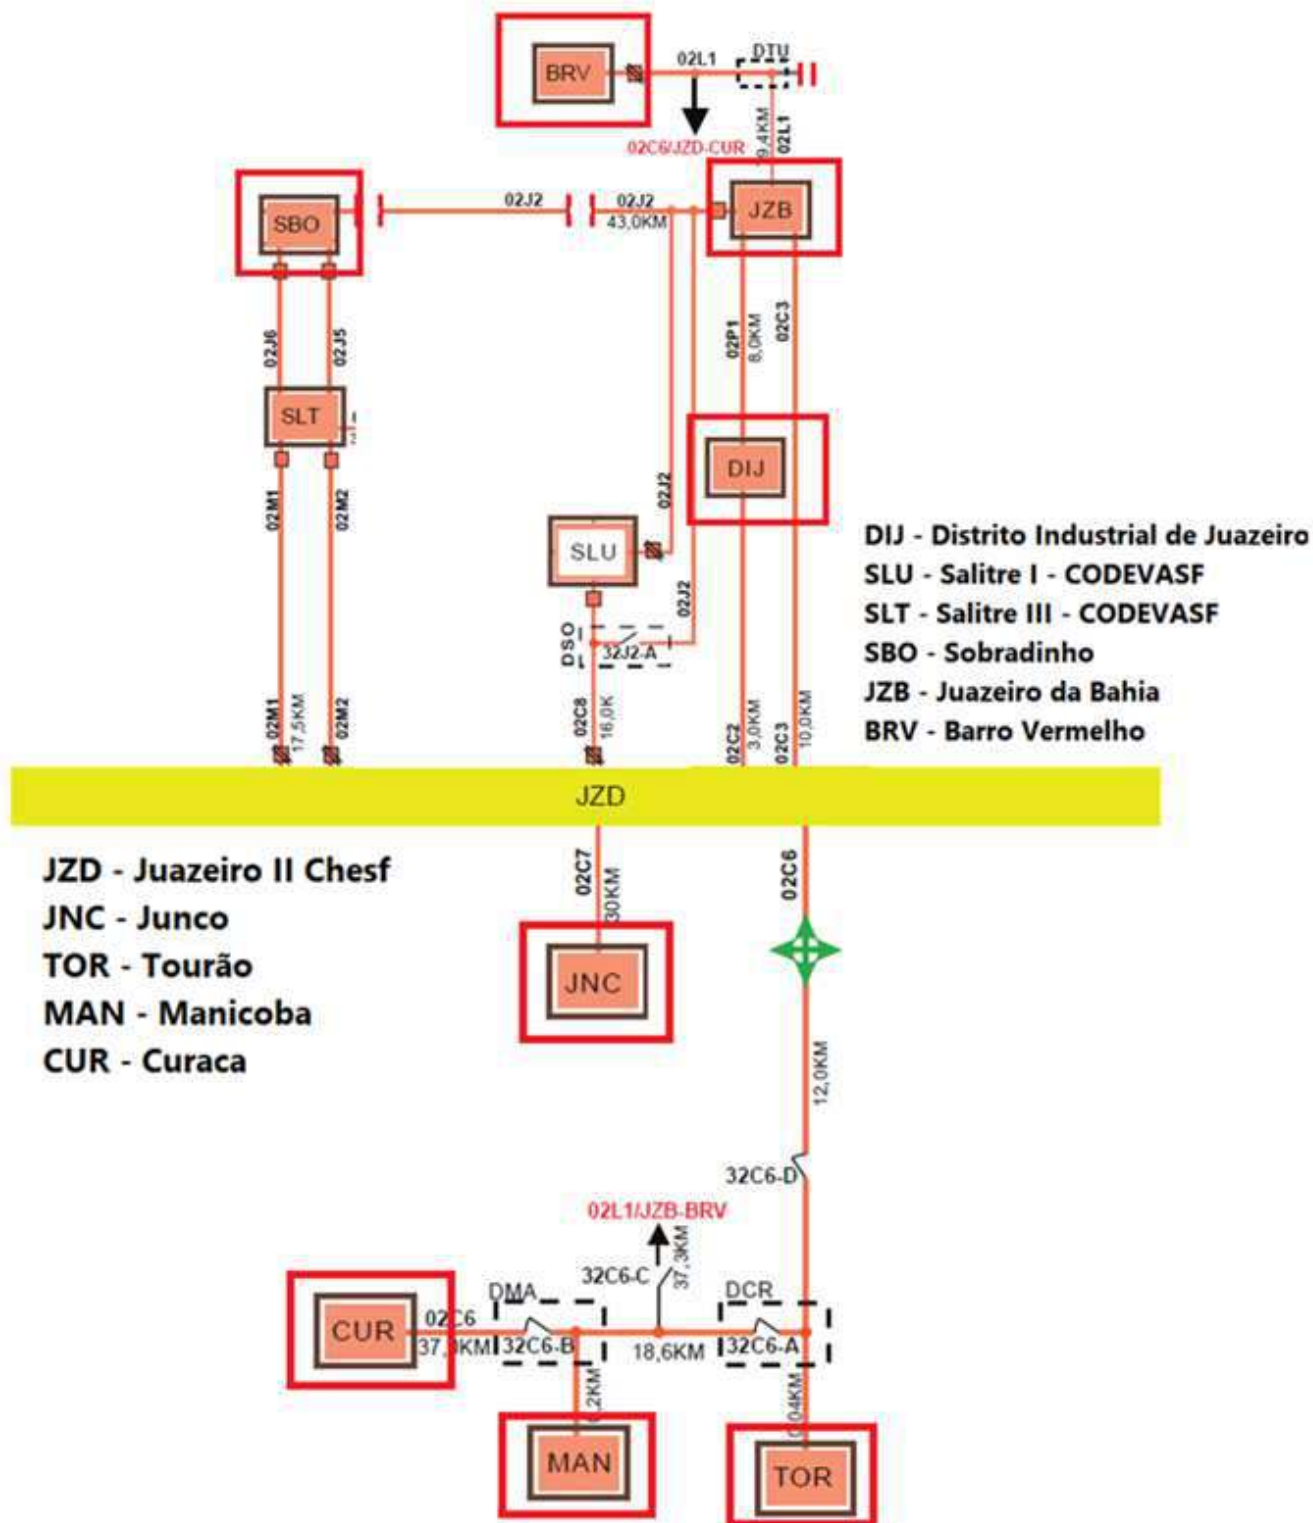 BRV
02L1
DTU
02C6/JZD-CUR
9,4KM
02L1
SBO
02J2
02J2
43,0KM
JZB
02J6
02J5
02P1
8,0KM
02C3
SLT
DIJ
02M1
02M2
02J2
SLU
02J2
DSO
32J2-A
DIJ - Distrito Industrial de Juazeiro
SLU - Salitre I - CODEVASF
SLT - Salitre III - CODEVASF
SBO - Sobradinho
JZB - Juazeiro da Bahia
BRV - Barro Vermelho
02M1
17,5KM
02M2
02C8
16,0K
02C2
3,0KM
02C3
10,0KM
JZD
JZD - Juazeiro II Chesf
JNC - Junco
TOR - Tourão
MAN - Manicoba
CUR - Curaca
02C7
30KM
02C6
JNC
12,0KM
32C6-D
02L1/JZB-BRV
32C6-C
37,3KM
DMA
DCR
CUR
02C6
32C6-B
18,6KM
32C6-A
0,04KM
MAN
TOR